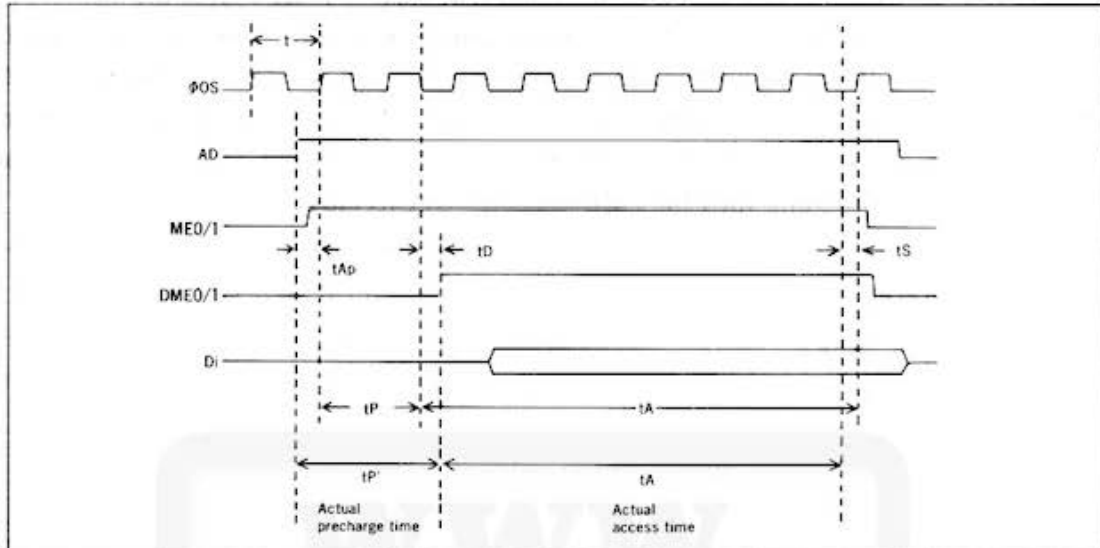 t
ϕOS
AD
ME0/1
tAp
tD
tS
DME0/1
Di
tP
tA
tP'
tA
Actual
precharge time
Actual
access time